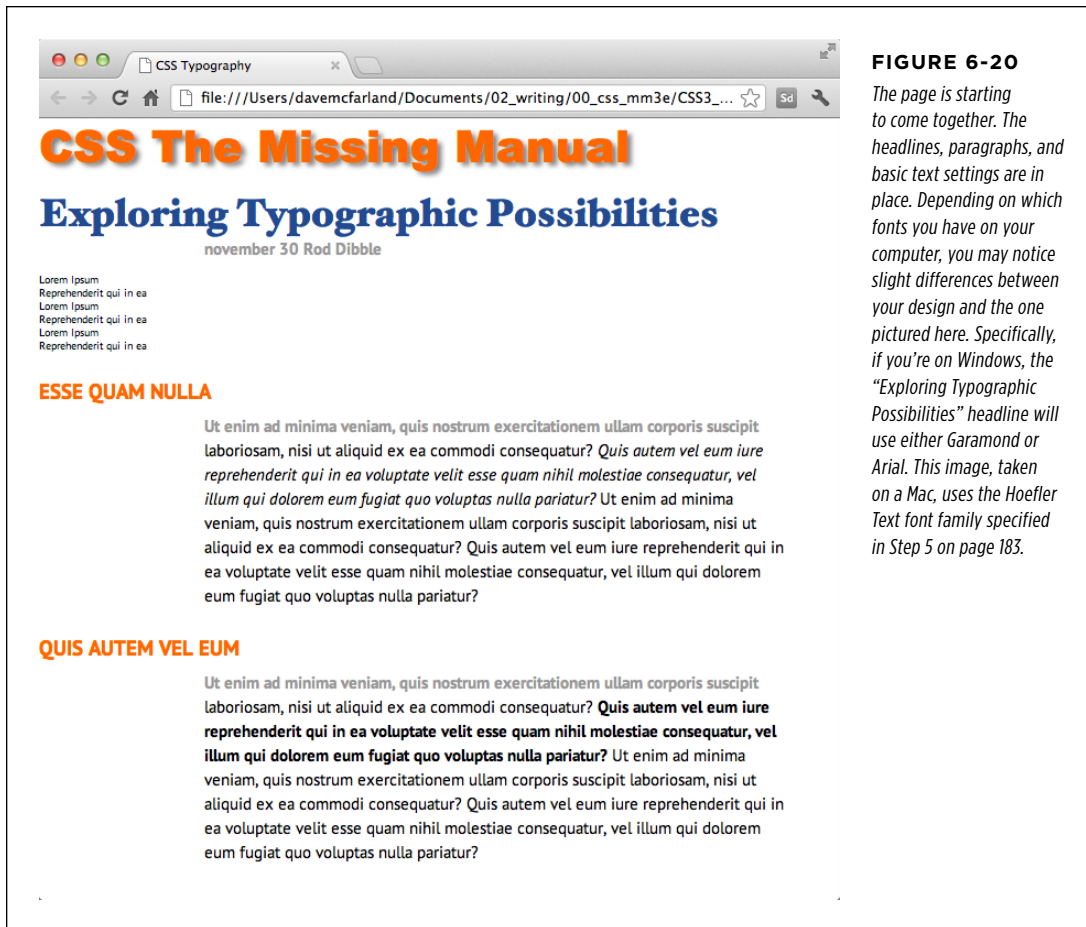 CSS Typography
file:///Users/davemcfarland/Documents/02_writing/00_css_mm3e/CSS3_...
Sd
CSS The Missing Manual
Exploring Typographic Possibilities
november 30 Rod Dibble
Lorem Ipsum
Reprehenderit qui in ea
Lorem Ipsum
Reprehenderit qui in ea
Lorem Ipsum
Reprehenderit qui in ea
ESSE QUAM NULLA
Ut enim ad minima veniam, quis nostrum exercitationem ullam corporis suscipit
laboriosam, nisi ut aliquid ex ea commodi consequatur? Quis autem vel eum iure
reprehenderit qui in ea voluptate velit esse quam nihil molestiae consequatur, vel
illum qui dolorem eum fugiat quo voluptas nulla pariatur? Ut enim ad minima
veniam, quis nostrum exercitationem ullam corporis suscipit laboriosam, nisi ut
aliquid ex ea commodi consequatur? Quis autem vel eum iure reprehenderit qui in
ea voluptate velit esse quam nihil molestiae consequatur, vel illum qui dolorem
eum fugiat quo voluptas nulla pariatur?
QUIS AUTEM VEL EUM
Ut enim ad minima veniam, quis nostrum exercitationem ullam corporis suscipit
laboriosam, nisi ut aliquid ex ea commodi consequatur? Quis autem vel eum iure
reprehenderit qui in ea voluptate velit esse quam nihil molestiae consequatur, vel
illum qui dolorem eum fugiat quo voluptas nulla pariatur? Ut enim ad minima
veniam, quis nostrum exercitationem ullam corporis suscipit laboriosam, nisi ut
aliquid ex ea commodi consequatur? Quis autem vel eum iure reprehenderit qui in
ea voluptate velit esse quam nihil molestiae consequatur, vel illum qui dolorem
eum fugiat quo voluptas nulla pariatur?
FIGURE 6-20
The page is starting
to come together. The
headlines, paragraphs, and
basic text settings are in
place. Depending on which
fonts you have on your
computer, you may notice
slight differences between
your design and the one
pictured here. Specifically,
if you’re on Windows, the
“Exploring Typographic
Possibilities” headline will
use either Garamond or
Arial. This image, taken
on a Mac, uses the Hoefler
Text font family specified
in Step 5 on page 183.